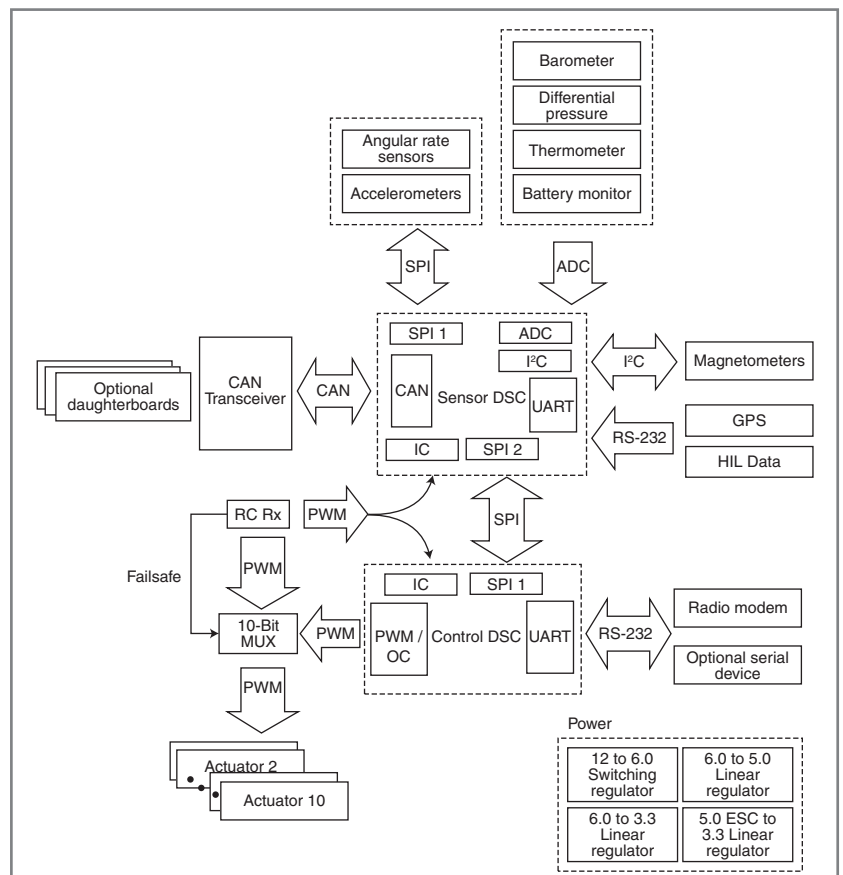 Barometer
Differential
pressure
Thermometer
Battery monitor
Angular rate
sensors
Accelerometers
SPI
ADC
SPI 1
ADC
I²C
CAN
Sensor DSC
UART
IC
SPI 2
Optional
daughterboards
CAN
Transceiver
CAN
I²C
Magnetometers
RS-232
GPS
HIL Data
RC Rx
PWM
SPI
Failsafe
PWM
10-Bit
MUX
PWM
IC
SPI 1
PWM /
OC
Control DSC
UART
RS-232
Radio modem
Optional serial
device
PWM
Actuator 2
Actuator 10
Power
12 to 6.0
Switching
regulator
6.0 to 5.0
Linear
regulator
6.0 to 3.3
Linear
regulator
5.0 ESC to
3.3 Linear
regulator